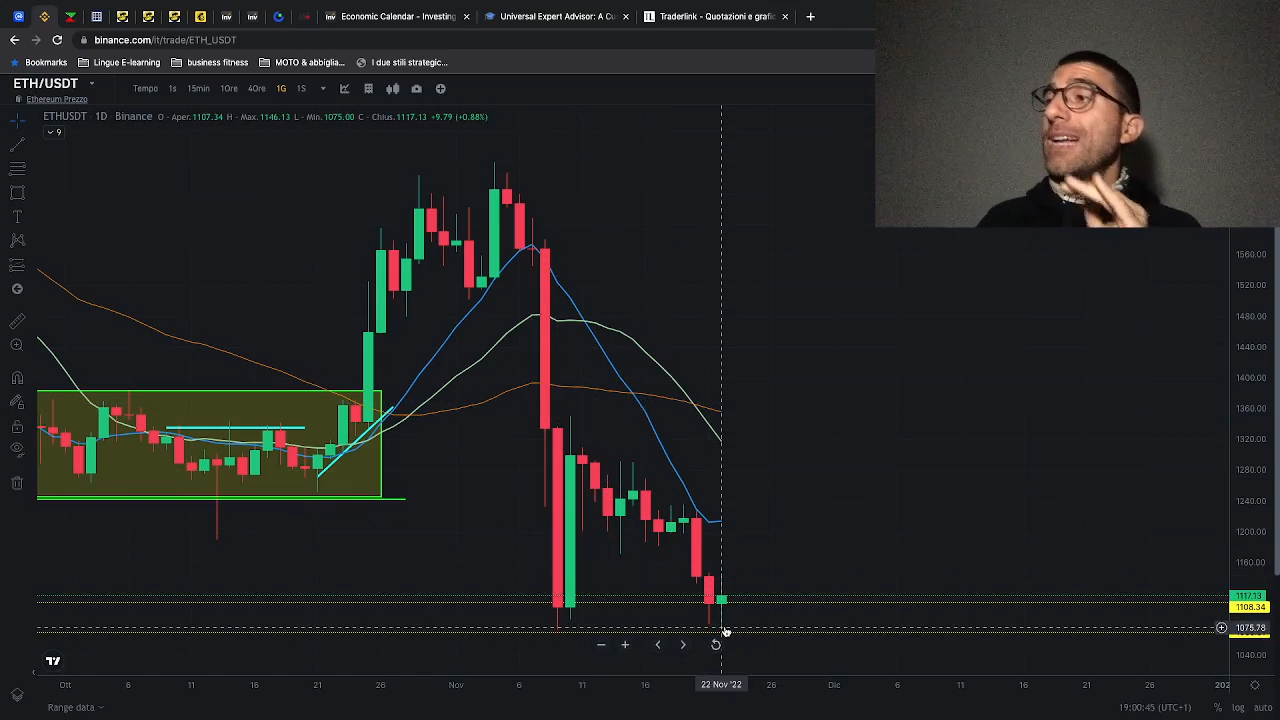 Economic Calendar - Investing
Universal Expert Advisor: A Cu
Traderlink - Quotazioni e grafic
binance.com/it/trade/ETH_USDT
Bookmarks
Lingue E-learning
business fitness
MOTO & abbiglia...
I due stili strategic...
ETH/USDT
Tempo 1s 15min 10re 40re 1G 1S
Ethereum Prezzo
ETHUSDT · 1D · Binance O - Aper. 1107.34 H - Max. 1146.13 L - Min. 1075.00 C - Chius. 1117.13 +9.79 (+0.88%)
9
1560.00
1520.00
1480.00
1440.00
1400.00
1360.00
1320.00
1280.00
1240.00
1200.00
1160.00
1117.13
1108.34
1075.78
1040.00
Ott 6 11 16 21 26 Nov 6 11 16 22 Nov '22 28 Dic 6 11 16 21 202
Range data
19:00:45 (UTC+1) % log auto